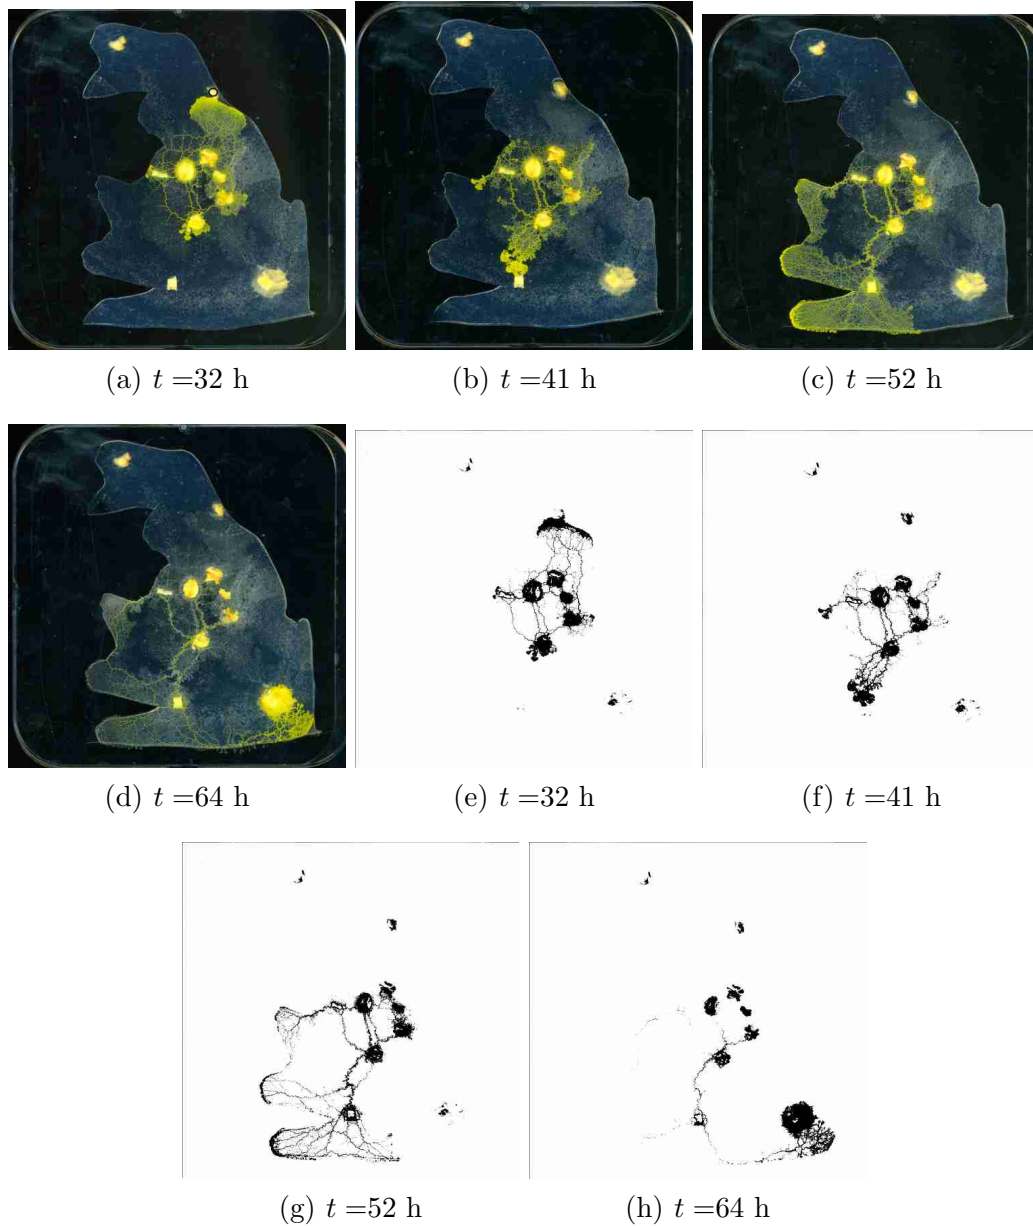 (a) t =32 h
(b) t =41 h
(c) t =52 h
(d) t =64 h
(e) t =32 h
(f) t =41 h
(g) t =52 h
(h) t =64 h